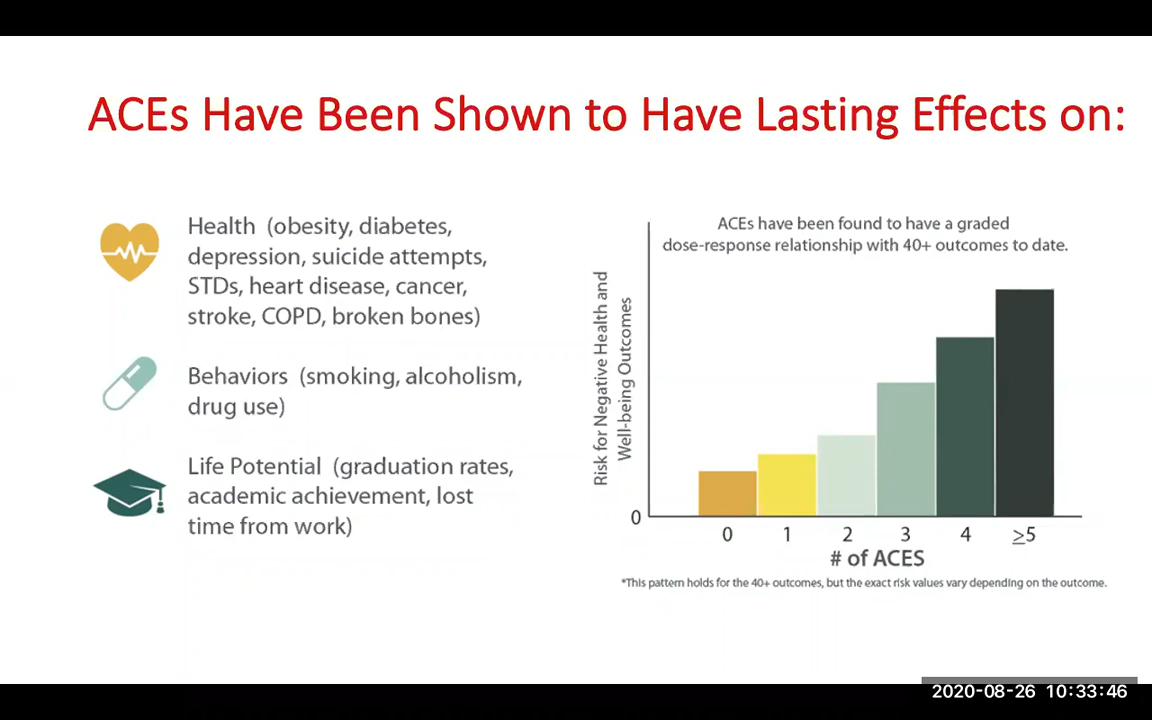 ACEs Have Been Shown to Have Lasting Effects on:
Health (obesity, diabetes,
depression, suicide attempts,
STDs, heart disease, cancer,
stroke, COPD, broken bones)
Behaviors (smoking, alcoholism,
drug use)
Life Potential (graduation rates,
academic achievement, lost
time from work)
ACEs have been found to have a graded
dose-response relationship with 40+ outcomes to date.
Risk for Negative Health and
Well-being Outcomes
0
0 1 2 3 4 ≥5
# of ACES
*This pattern holds for the 40+ outcomes, but the exact risk values vary depending on the outcome.
2020-08-26 10:33:46